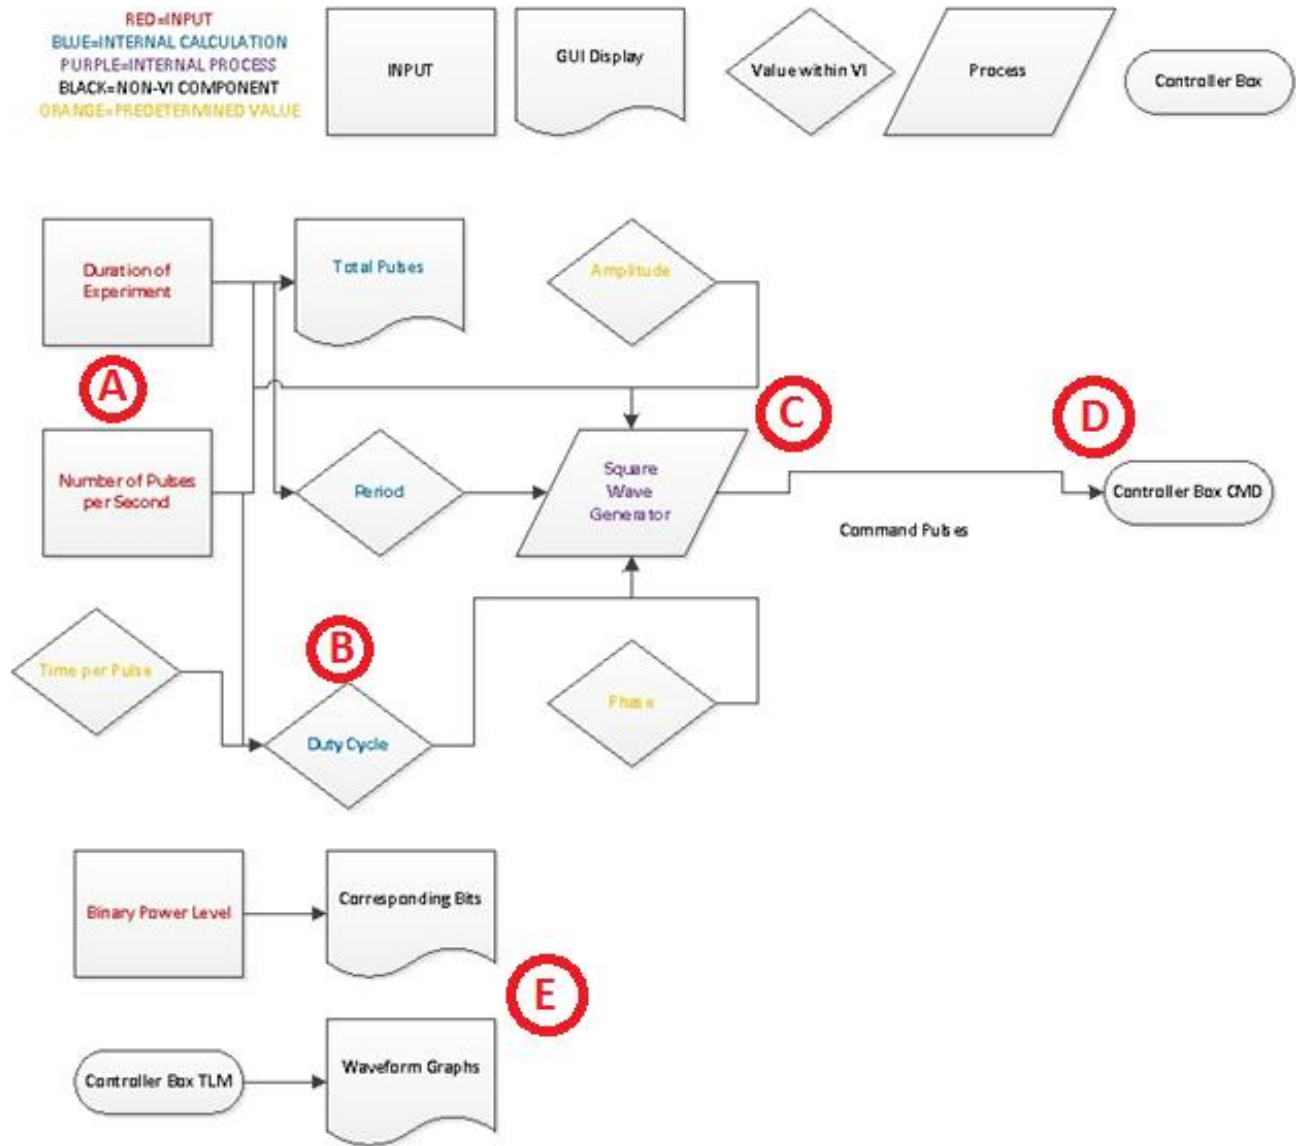 RED=INPUT
BLUE=INTERNAL CALCULATION
PURPLE=INTERNAL PROCESS
BLACK=NON-VI COMPONENT
ORANGE=PREDETERMINED VALUE
INPUT
GUI Display
Value within VI
Process
Controller Box
Duration of
Experiment
Total Pulses
Amplitude
A
C
D
Number of Pulses
per Second
Period
Square
Wave
Generator
Controller Box CMD
Command Pulses
B
Time per Pulse
Duty Cycle
Phase
Binary Power Level
Corresponding Bits
E
Controller Box TLM
Waveform Graphs